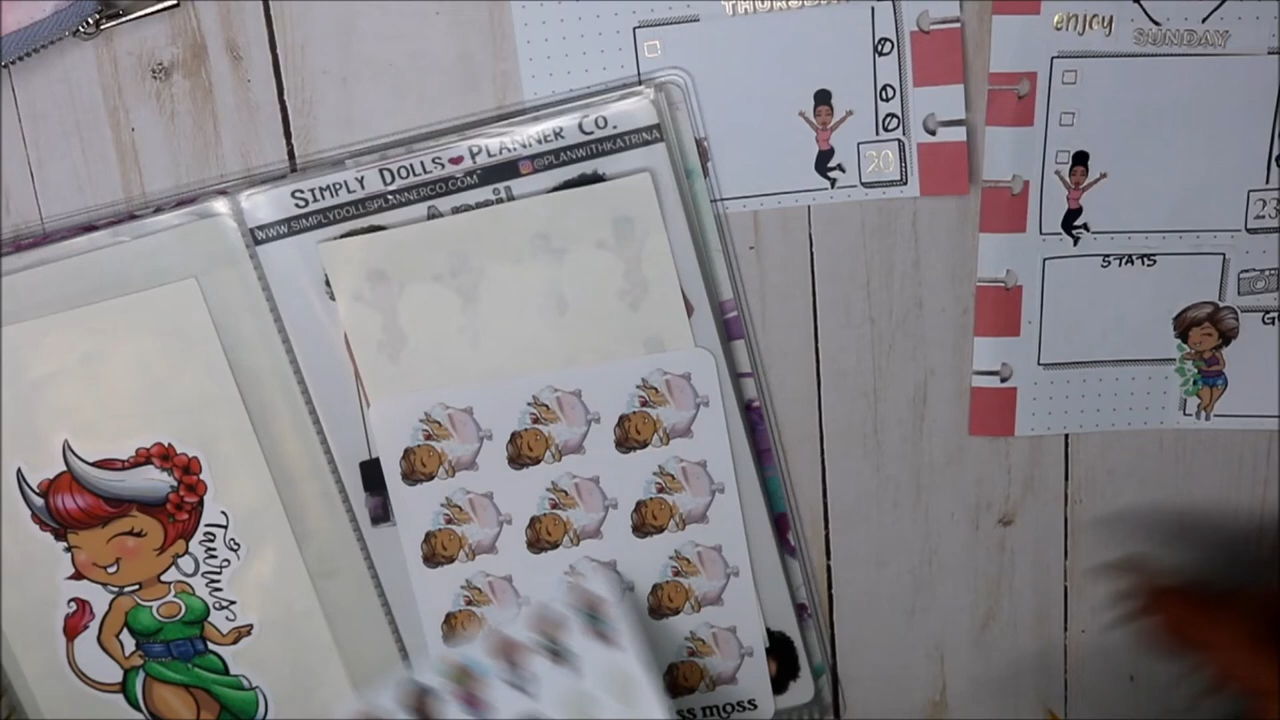 THURSDAY
enjoy
SUNDAY
SIMPLY DOLLS PLANNER CO.
@PLANWITHKATRINA
WWW.SIMPLYDOLLSPLANNERCO.COM
April
20
23
STATS
Taurus
ss moss